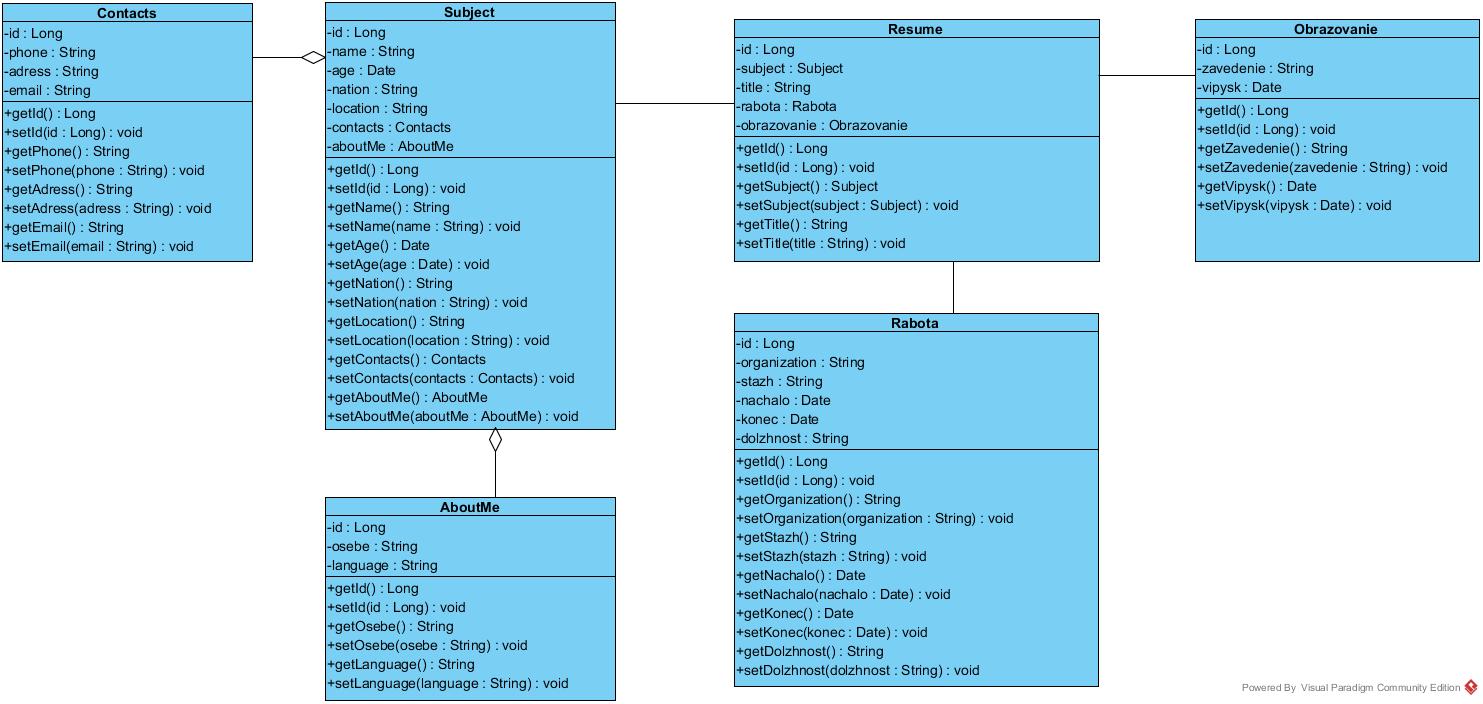 Contacts
-id : Long
-phone : String
-adress : String
-email : String
+getId() : Long
+setId(id : Long) : void
+getPhone() : String
+setPhone(phone : String) : void
+getAdress() : String
+setAdress(adress : String) : void
+getEmail() : String
+setEmail(email : String) : void
Subject
-id : Long
-name : String
-age : Date
-nation : String
-location : String
-contacts : Contacts
-aboutMe : AboutMe
+getId() : Long
+setId(id : Long) : void
+getName() : String
+setName(name : String) : void
+getAge() : Date
+setAge(age : Date) : void
+getNation() : String
+setNation(nation : String) : void
+getLocation() : String
+setLocation(location : String) : void
+getContacts() : Contacts
+setContacts(contacts : Contacts) : void
+getAboutMe() : AboutMe
+setAboutMe(aboutMe : AboutMe) : void
Resume
-id : Long
-subject : Subject
-title : String
-rabota : Rabota
-obrazovanie : Obrazovanie
+getId() : Long
+setId(id : Long) : void
+getSubject() : Subject
+setSubject(subject : Subject) : void
+getTitle() : String
+setTitle(title : String) : void
Obrazovanie
-id : Long
-zavedenie : String
-vipysk : Date
+getId() : Long
+setId(id : Long) : void
+getZavedenie() : String
+setZavedenie(zavedenie : String) : void
+getVipysk() : Date
+setVipysk(vipysk : Date) : void
AboutMe
-id : Long
-osebe : String
-language : String
+getId() : Long
+setId(id : Long) : void
+getOsebe() : String
+setOsebe(osebe : String) : void
+getLanguage() : String
+setLanguage(language : String) : void
Rabota
-id : Long
-organization : String
-stazh : String
-nachalo : Date
-konec : Date
-dolzhnost : String
+getId() : Long
+setId(id : Long) : void
+getOrganization() : String
+setOrganization(organization : String) : void
+getStazh() : String
+setStazh(stazh : String) : void
+getNachalo() : Date
+setNachalo(nachalo : Date) : void
+getKonec() : Date
+setKonec(konec : Date) : void
+getDolzhnost() : String
+setDolzhnost(dolzhnost : String) : void
Powered By Visual Paradigm Community Edition